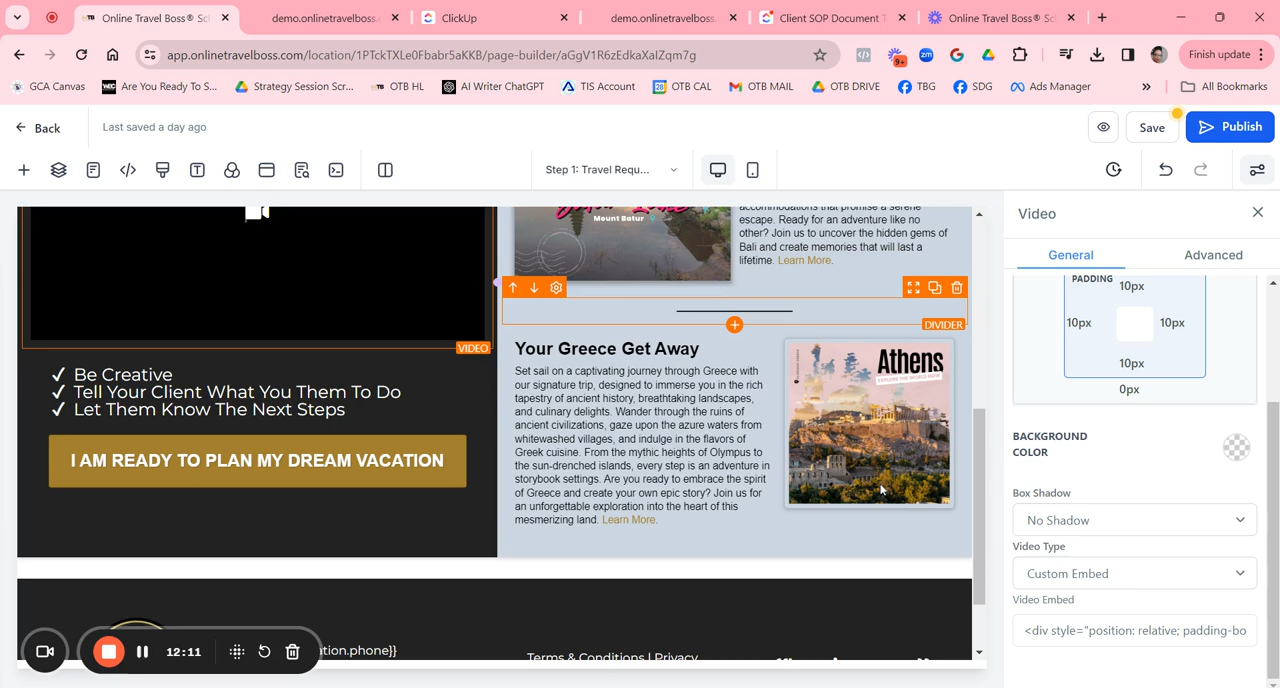 Online Travel Boss® Sc
demo.onlinetravelboss.
ClickUp
demo.onlinetravelboss.
Client SOP Document T
Online Travel Boss® Sc
app.onlinetravelboss.com/location/1PTckTXLe0Fbabr5aKKB/page-builder/aGgV1R6zEdkaXaIZqm7g
9+
zm
Finish update
GCA Canvas
Are You Ready To S...
Strategy Session Scr...
OTB HL
AI Writer ChatGPT
TIS Account
OTB CAL
OTB MAIL
OTB DRIVE
TBG
SDG
Ads Manager
All Bookmarks
Back
Last saved a day ago
Save
Publish
Step 1: Travel Requ...
Video
General
Advanced
Mount Batur
accommodations that promise a serene
escape. Ready for an adventure like no
other? Join us to uncover the hidden gems of
Bali and create memories that will last a
lifetime. Learn More.
DIVIDER
VIDEO
✓ Be Creative
✓ Tell Your Client What You Them To Do
✓ Let Them Know The Next Steps
I AM READY TO PLAN MY DREAM VACATION
Your Greece Get Away
Set sail on a captivating journey through Greece with
our signature trip, designed to immerse you in the rich
tapestry of ancient history, breathtaking landscapes,
and culinary delights. Wander through the ruins of
ancient civilizations, gaze upon the azure waters from
whitewashed villages, and indulge in the flavors of
Greek cuisine. From the mythic heights of Olympus to
the sun-drenched islands, every step is an adventure in
storybook settings. Are you ready to embrace the spirit
of Greece and create your own epic story? Join us for
an unforgettable exploration into the heart of this
mesmerizing land. Learn More.
Athens
EXPLORE THE WORLD NOW
PADDING
10px
10px
10px
10px
0px
BACKGROUND
COLOR
Box Shadow
No Shadow
Video Type
Custom Embed
Video Embed
<div style="position: relative; padding-bo
12:11
ation.phone}}
Terms & Conditions | Privacy